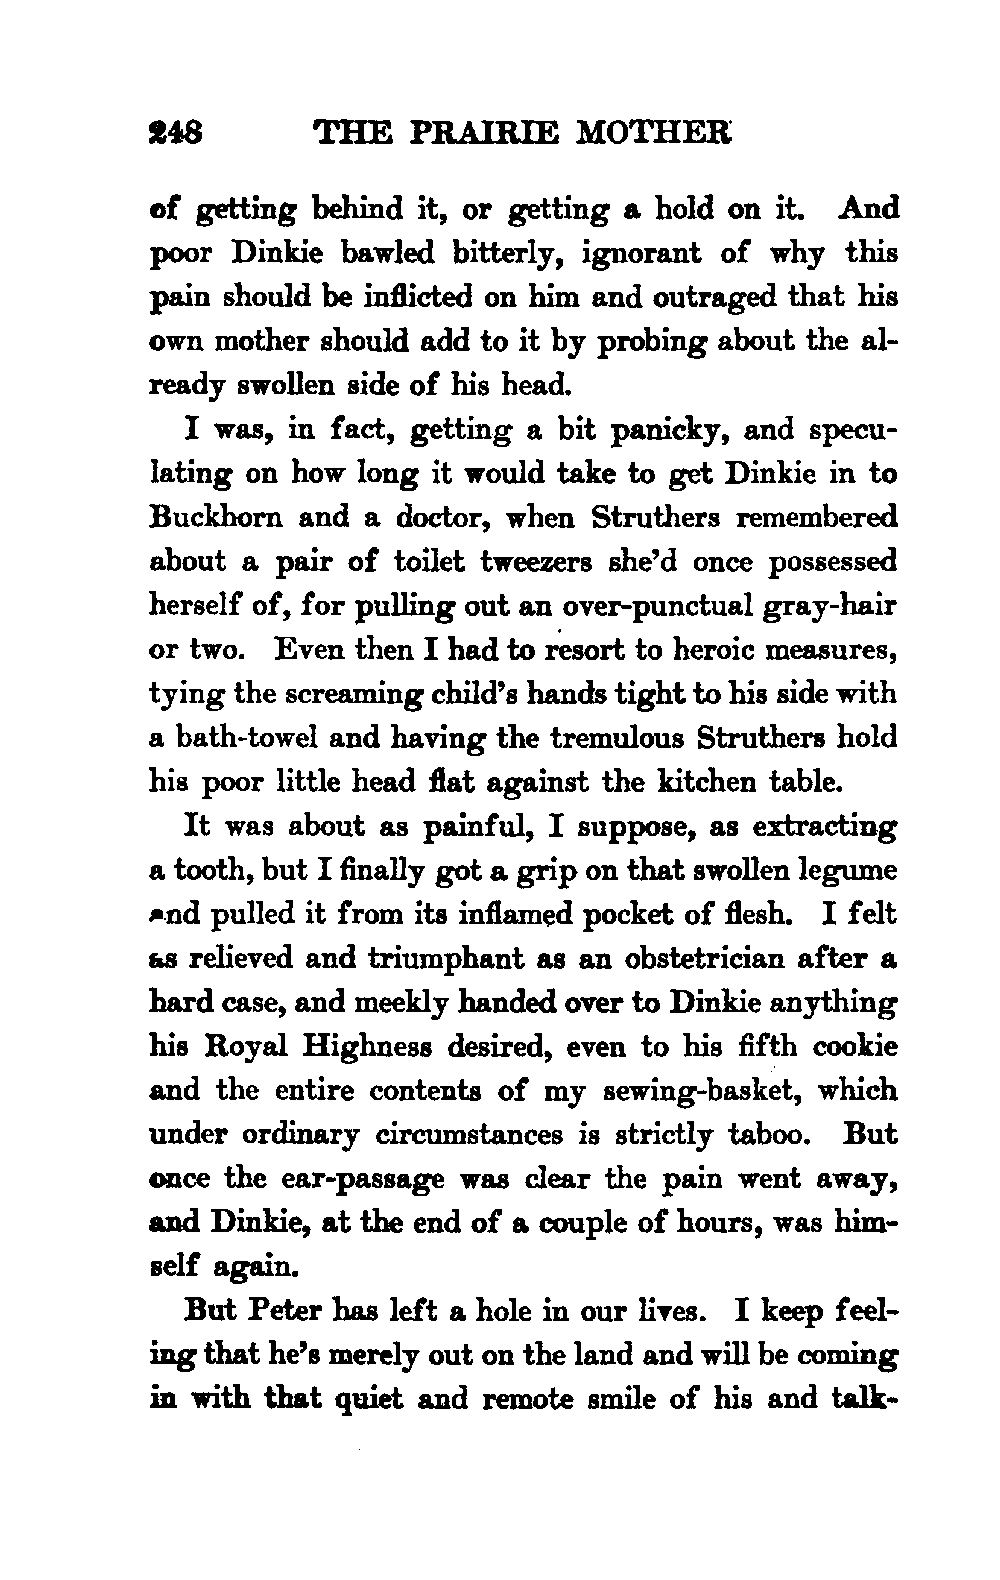 248 THE PRAIRIE MOTHER
of getting behind it, or getting a hold on it. And
poor Dinkie bawled bitterly, ignorant of why this
pain should be inflicted on him and outraged that his
own mother should add to it by probing about the al-
ready swollen side of his head.
I was, in fact, getting a bit panicky, and specu-
lating on how long it would take to get Dinkie in to
Buckhorn and a doctor, when Struthers remembered
about a pair of toilet tweezers she'd once possessed
herself of, for pulling out an over-punctual gray-hair
or two. Even then I had to resort to heroic measures,
tying the screaming child's hands tight to his side with
a bath-towel and having the tremulous Struthers hold
his poor little head flat against the kitchen table.
It was about as painful, I suppose, as extracting
a tooth, but I finally got a grip on that swollen legume
and pulled it from its inflamed pocket of flesh. I felt
as relieved and triumphant as an obstetrician after a
hard case, and meekly handed over to Dinkie anything
his Royal Highness desired, even to his fifth cookie
and the entire contents of my sewing-basket, which
under ordinary circumstances is strictly taboo. But
once the ear-passage was clear the pain went away,
and Dinkie, at the end of a couple of hours, was him-
self again.
But Peter has left a hole in our lives. I keep feel-
ing that he's merely out on the land and will be coming
in with that quiet and remote smile of his and talk-